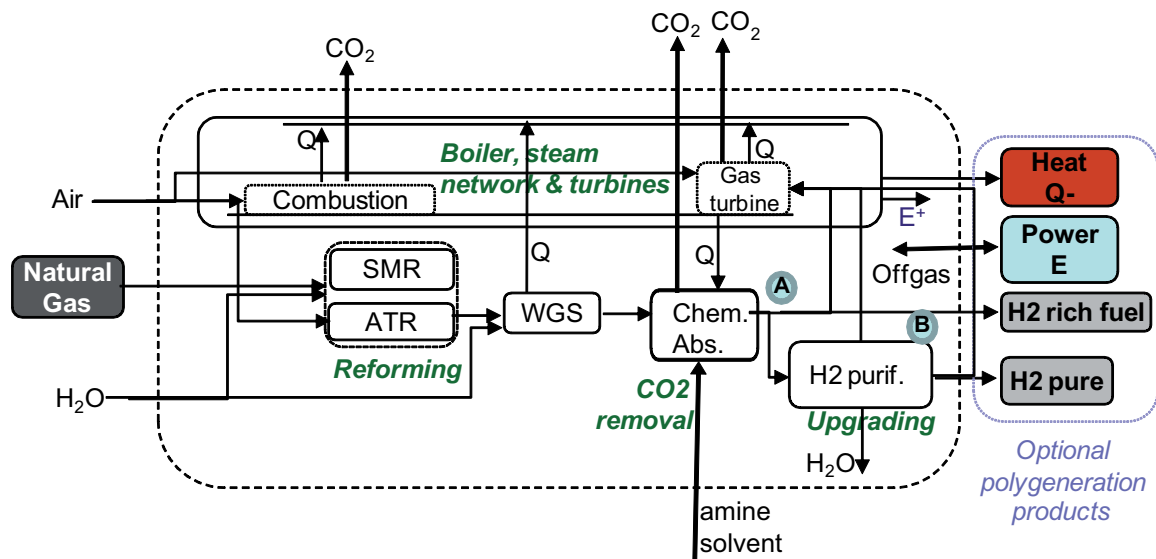 CO2
CO2
CO2
Q
Boiler, steam
network & turbines
Q
Gas
turbine
Combustion
Air
Heat
Q-
E+
Power
E
Offgas
Natural
Gas
SMR
ATR
Reforming
Q
WGS
Q
Chem.
Abs.
A
B
H2 rich fuel
H2O
CO2
removal
H2 purif.
Upgrading
H2 pure
H2O
amine
solvent
Optional
polygeneration
products